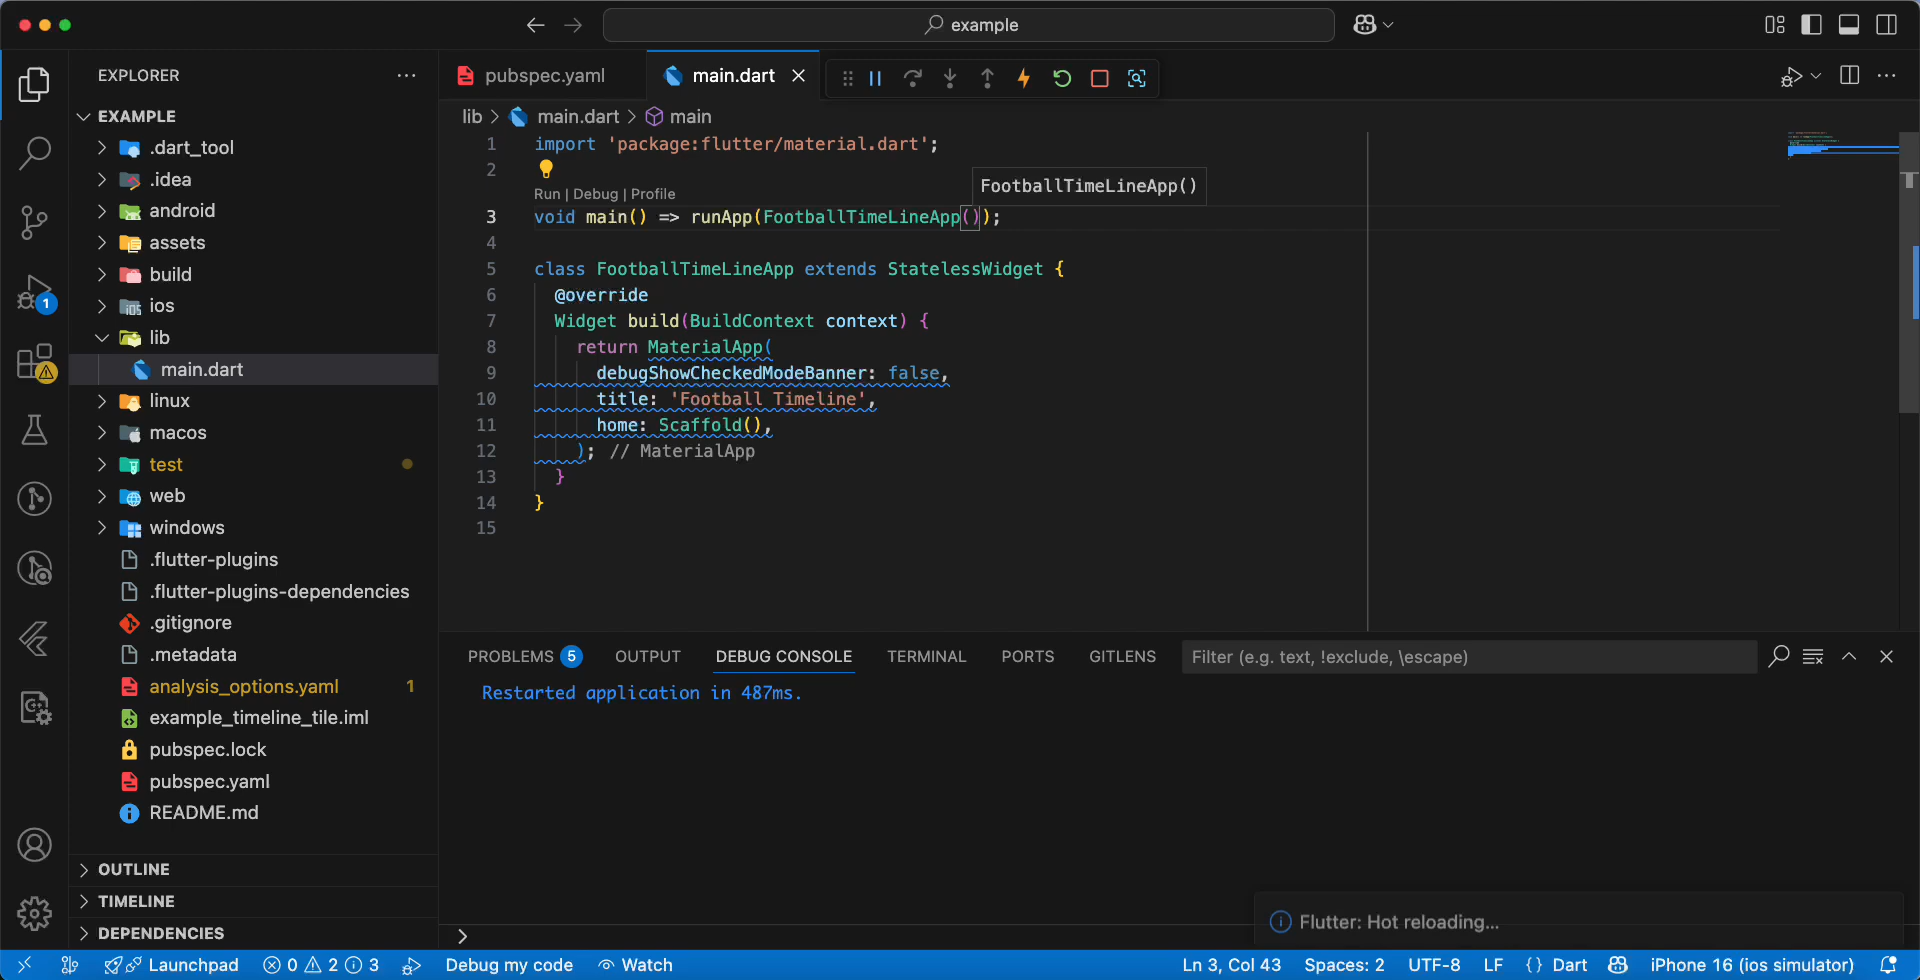 example
EXPLORER
EXAMPLE
.dart_tool
.idea
android
assets
build
ios
lib
main.dart
linux
macos
test
web
windows
.flutter-plugins
.flutter-plugins-dependencies
.gitignore
.metadata
analysis_options.yaml 1
example_timeline_tile.iml
pubspec.lock
pubspec.yaml
README.md
OUTLINE
TIMELINE
DEPENDENCIES
1
pubspec.yaml main.dart
lib > main.dart > main
1 import 'package:flutter/material.dart';
2
Run | Debug | Profile
FootballTimeLineApp()
3 void main() => runApp(FootballTimeLineApp());
4
5 class FootballTimeLineApp extends StatelessWidget {
6 @override
7 Widget build(BuildContext context) {
8 return MaterialApp(
9 debugShowCheckedModeBanner: false,
10 title: 'Football Timeline',
11 home: Scaffold(),
12 ); // MaterialApp
13 }
14 }
15
PROBLEMS 5 OUTPUT DEBUG CONSOLE TERMINAL PORTS GITLENS Filter (e.g. text, !exclude, \escape)
Restarted application in 487ms.
Flutter: Hot reloading...
>
Launchpad 0 2 3 Debug my code Watch Ln 3, Col 43 Spaces: 2 UTF-8 LF {} Dart iPhone 16 (ios simulator)